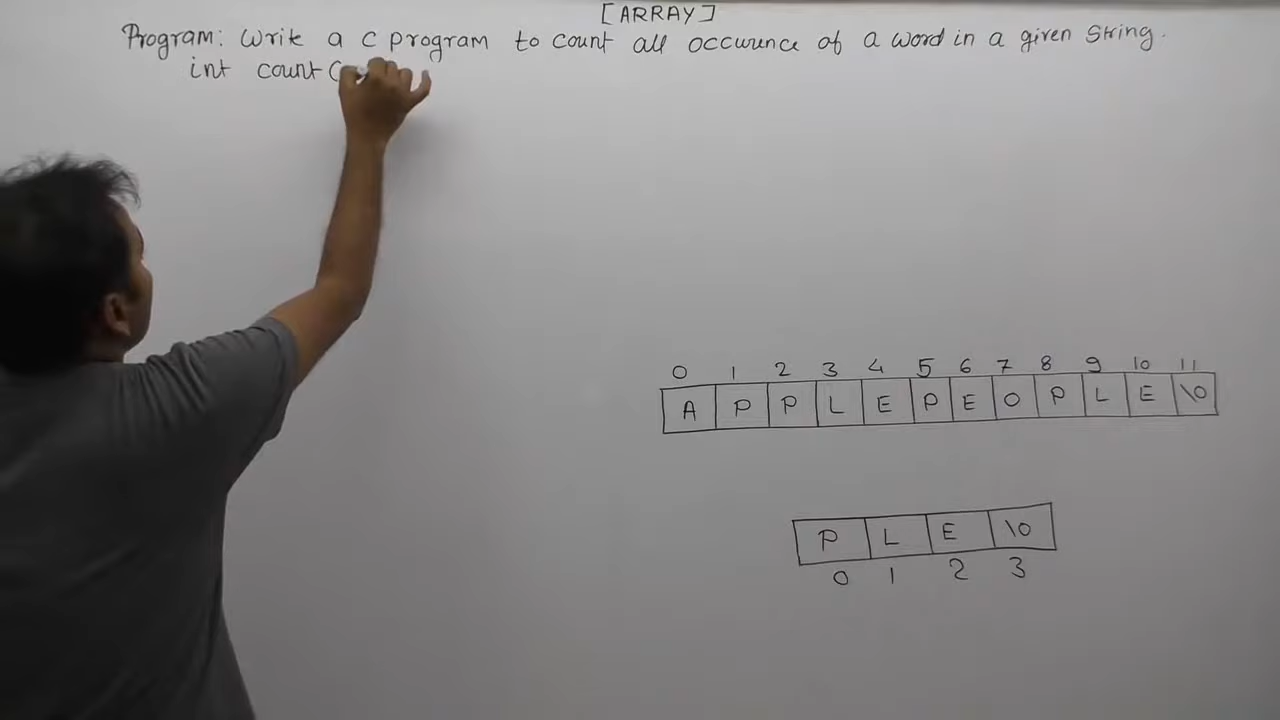 [ARRAY]
Program: Write a C program to count all occurence of a word in a given String.
int count (
0 1 2 3 4 5 6 7 8 9 10 11
A P P L E P E O P L E \0
P L E \0
0 1 2 3